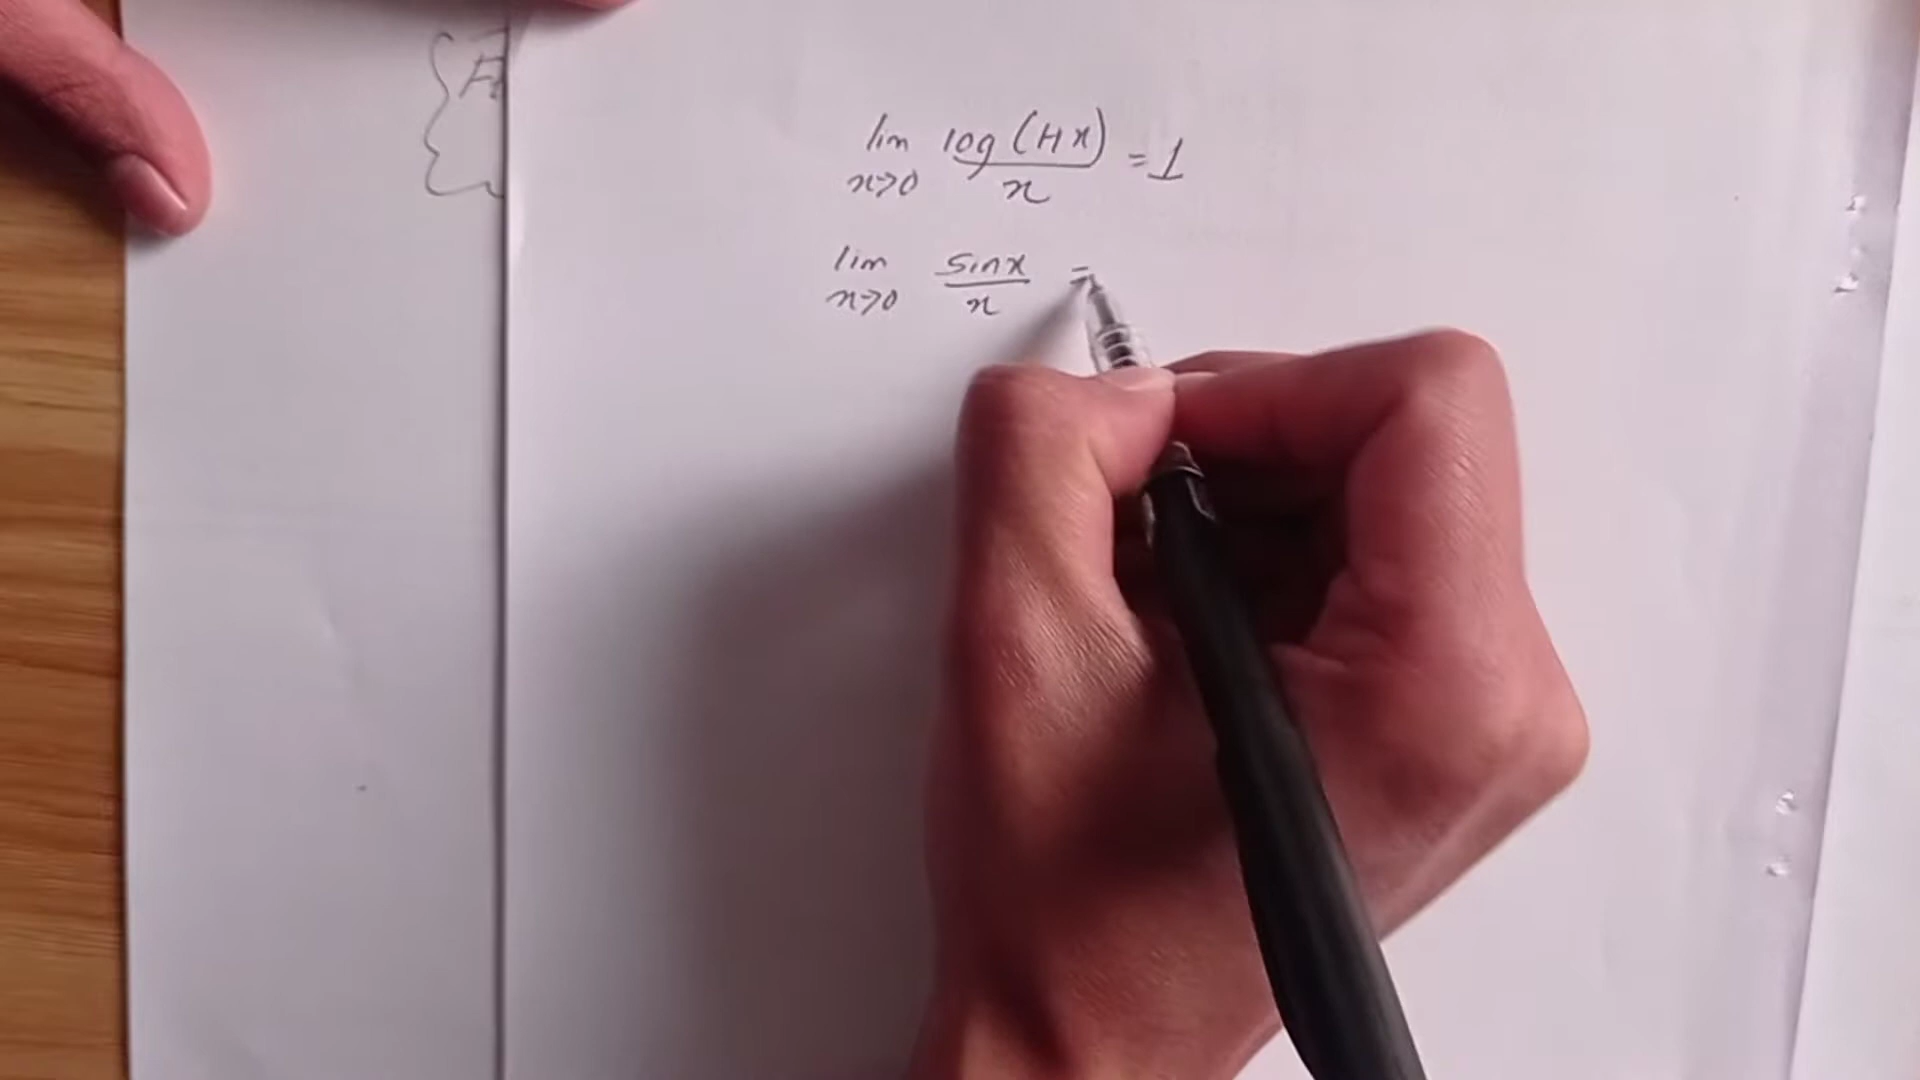 lim log (1+x) = 1
x→0 x
lim sinx =
x→0 x